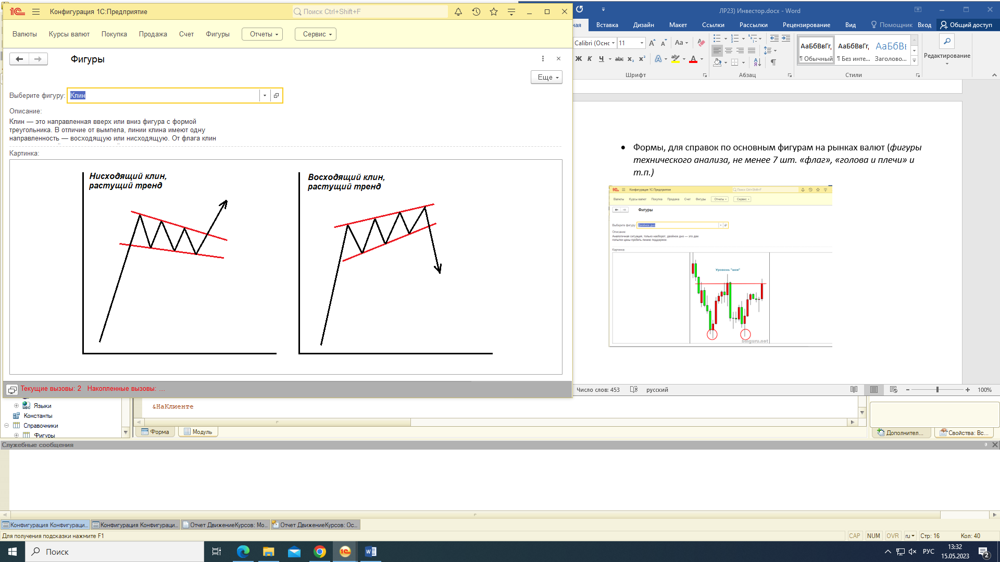 Конфигурация 1С:Предприятие
Поиск Ctrl+Shift+F
Валюты
Курсы валют
Покупка
Продажа
Счет
Фигуры
Отчеты
Сервис
Фигуры
Еще
Выберите фигуру:
Клин
Описание:
Клин — это направленная вверх или вниз фигура с формой
треугольника. В отличие от вымпела, линии клина имеют одну
направленность — восходящую или нисходящую. От флага клин
Картинка:
Нисходящий клин,
растущий тренд
Восходящий клин,
растущий тренд
Текущие вызовы: 2 Накопленные вызовы: ...
ЛР23) Инвестор.docx - Word
ная
Вставка
Дизайн
Макет
Ссылки
Рассылки
Рецензирование
Вид
Помощник
Вход
Общий доступ
Calibri (Осно
11
Aa
Ж К Ч abc x₂ x²
Шрифт
Абзац
АаБбВвГг,
¶ Обычный
АаБбВвГг,
¶ Без инте...
АаБбВı
Заголово...
Стили
Редактирование
Формы, для справок по основным фигурам на рынках валют (фигуры
технического анализа, не менее 7 шт. «флаг», «голова и плечи» и
т.п.)
Конфигурация 1С:Предприятие
Поиск Ctrl+Shift+F
Валюты
Курсы валют
Покупка
Продажа
Счет
Фигуры
Отчеты
Сервис
Фигуры
Выберите фигуру:
Двойное дно
Описание:
Аналогичная ситуация, только наоборот, двойное дно — это две
попытки цены пробить линию поддержки.
Картинка:
Уровень "шеи"
binguru.net
Число слов: 453
русский
100%
Языки
Константы
Справочники
Фигуры
&НаКлиенте
Форма
Модуль
Дополнител...
Свойства: Вс...
Служебные сообщения
Конфигурация Конфигураци...
Конфигурация Конфигураци...
Отчет ДвижениеКурсов: Мо...
Отчет ДвижениеКурсов: Ос...
Для получения подсказки нажмите F1
CAP
NUM
OVR
ru
Стр: 16
Кол: 40
Поиск
РУС
13:32
15.05.2023
2